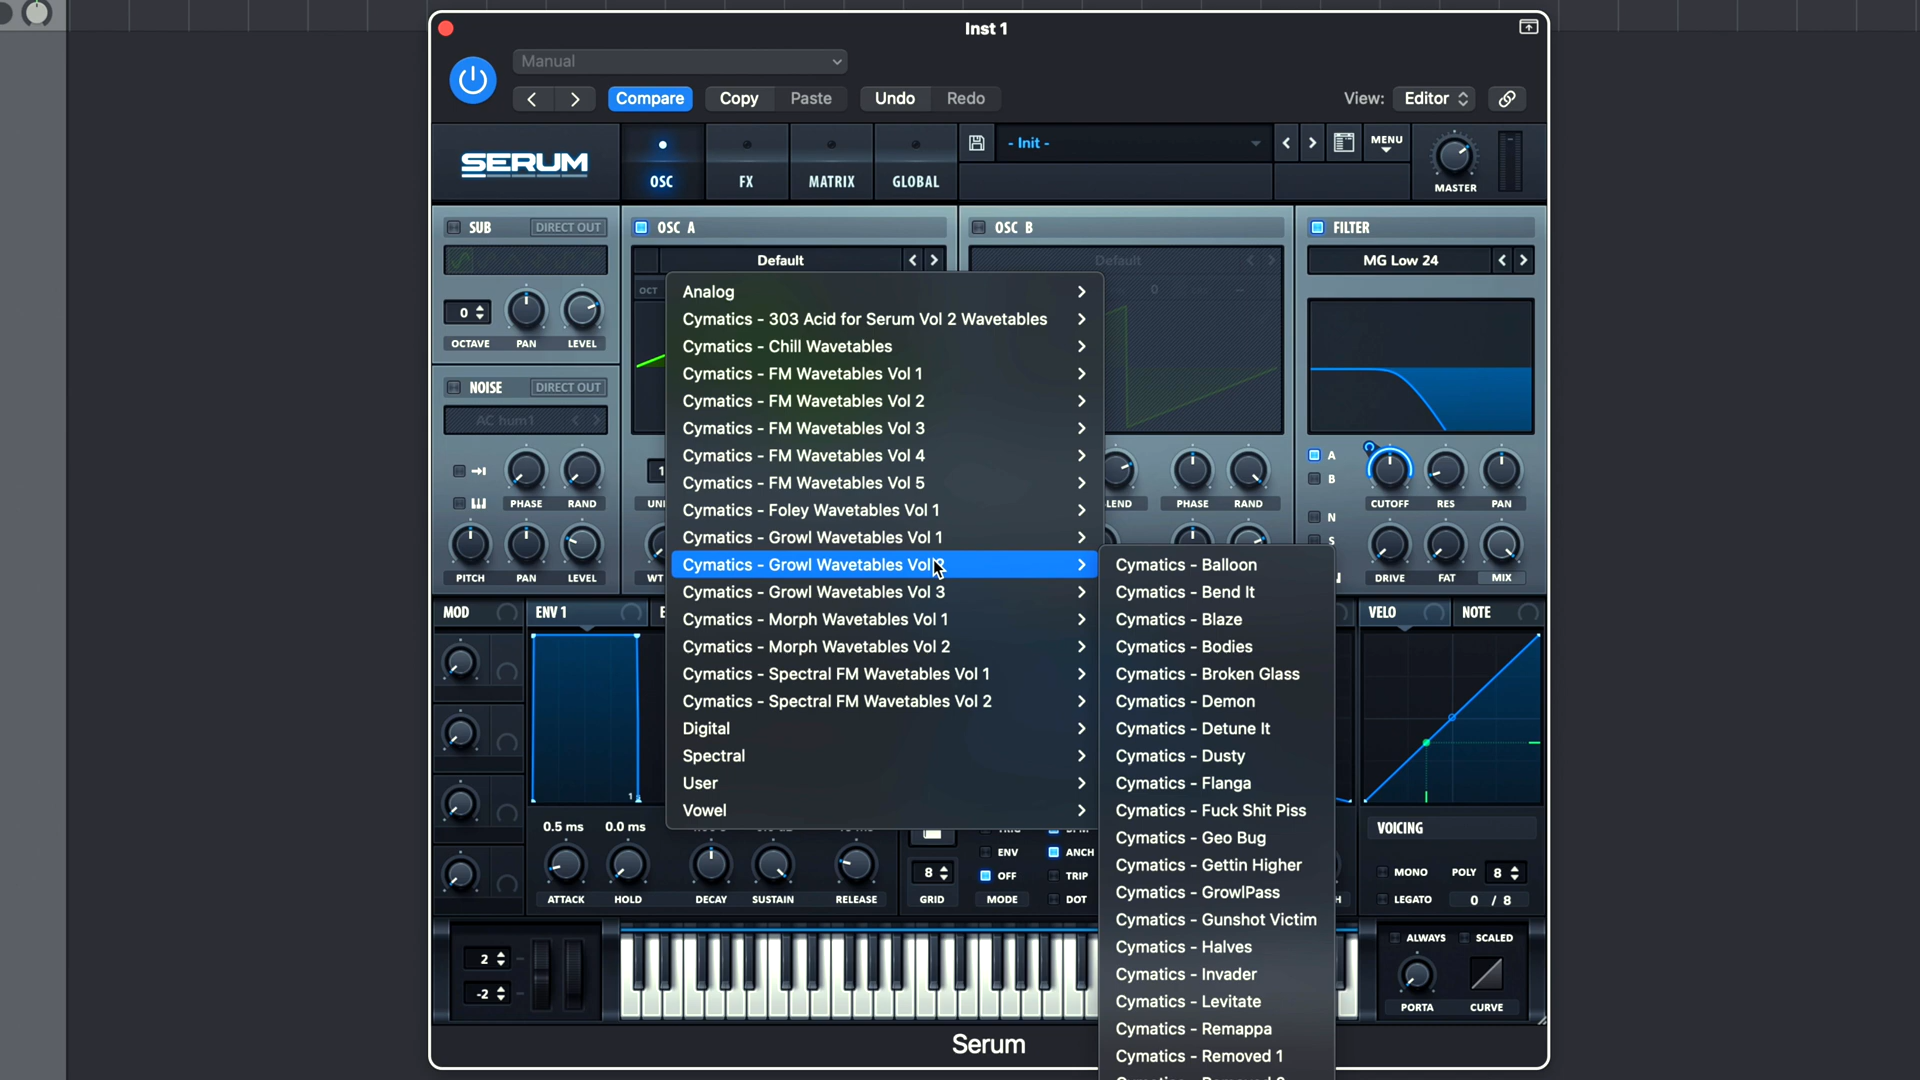 Inst 1
Manual
Compare
Copy
Paste
Undo
Redo
View:
Editor
SERUM
OSC
FX
MATRIX
GLOBAL
- Init -
MENU
MASTER
SUB
DIRECT OUT
OSC A
OSC B
FILTER
Default
Default
MG Low 24
OCT
0
0
OCTAVE
PAN
LEVEL
NOISE
DIRECT OUT
AC hum1
PHASE
RAND
PITCH
PAN
LEVEL
Analog
Cymatics - 303 Acid for Serum Vol 2 Wavetables
Cymatics - Chill Wavetables
Cymatics - FM Wavetables Vol 1
Cymatics - FM Wavetables Vol 2
Cymatics - FM Wavetables Vol 3
Cymatics - FM Wavetables Vol 4
Cymatics - FM Wavetables Vol 5
Cymatics - Foley Wavetables Vol 1
Cymatics - Growl Wavetables Vol 1
Cymatics - Growl Wavetables Vol
Cymatics - Growl Wavetables Vol 3
Cymatics - Morph Wavetables Vol 1
Cymatics - Morph Wavetables Vol 2
Cymatics - Spectral FM Wavetables Vol 1
Cymatics - Spectral FM Wavetables Vol 2
Digital
Spectral
User
Vowel
Cymatics - Balloon
Cymatics - Bend It
Cymatics - Blaze
Cymatics - Bodies
Cymatics - Broken Glass
Cymatics - Demon
Cymatics - Detune It
Cymatics - Dusty
Cymatics - Flanga
Cymatics - Fuck Shit Piss
Cymatics - Geo Bug
Cymatics - Gettin Higher
Cymatics - GrowlPass
Cymatics - Gunshot Victim
Cymatics - Halves
Cymatics - Invader
Cymatics - Levitate
Cymatics - Remappa
Cymatics - Removed 1
1
UNI
WT
LEND
PHASE
RAND
A
B
N
S
CUTOFF
RES
PAN
DRIVE
FAT
MIX
MOD
ENV 1
E
VELO
NOTE
1
0.5 ms
0.0 ms
ATTACK
HOLD
DECAY
SUSTAIN
RELEASE
8
GRID
ENV
OFF
MODE
ANCH
TRIP
DOT
H
VOICING
MONO
POLY
8
LEGATO
0 / 8
2
-2
ALWAYS
SCALED
PORTA
CURVE
Serum